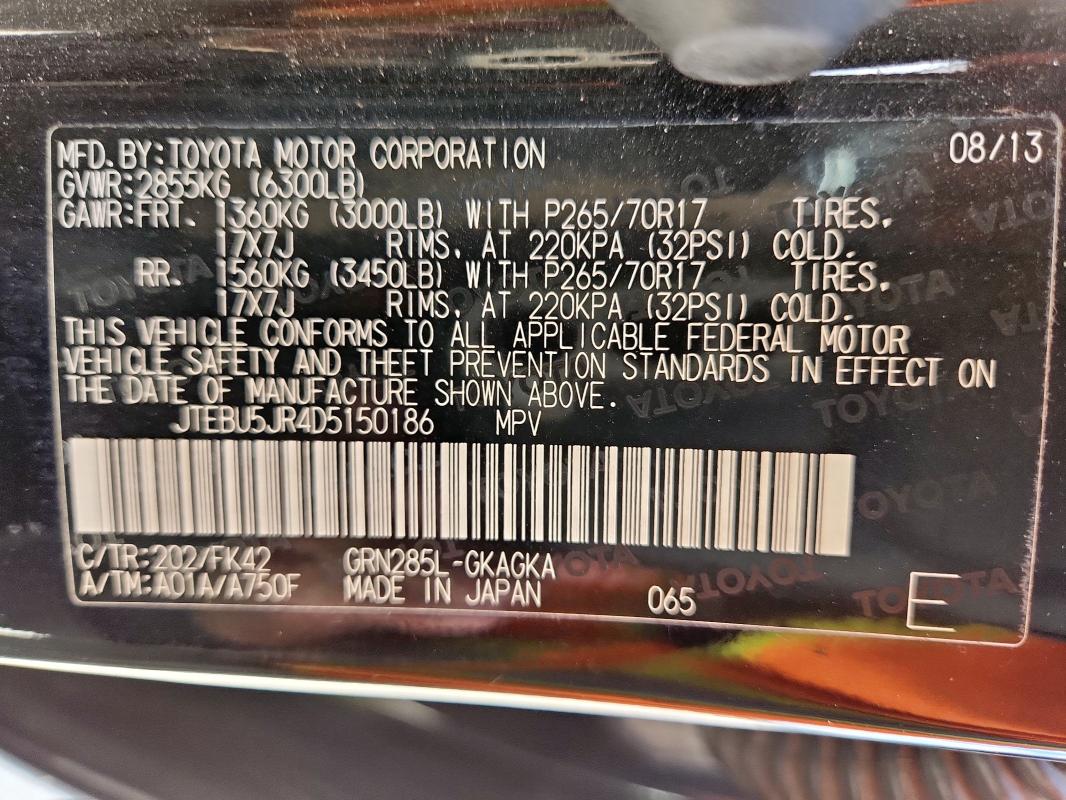 MFD.BY:TOYOTA MOTOR CORPORATION 08/13
GVWR:2855KG (6300LB)
GAWR:FRT. 1360KG (3000LB) WITH P265/70R17 TIRES,
17X7J RIMS, AT 220KPA (32PSI) COLD.
RR. 1560KG (3450LB) WITH P265/70R17 TIRES,
17X7J RIMS, AT 220KPA (32PSI) COLD.
THIS VEHICLE CONFORMS TO ALL APPLICABLE FEDERAL MOTOR
VEHICLE SAFETY AND THEFT PREVENTION STANDARDS IN EFFECT ON
THE DATE OF MANUFACTURE SHOWN ABOVE.
JTEBU5JR4D5150186 MPV
C/TR:202/FK42 GRN285L-GKAGKA
A/TM:A01A/A750F MADE IN JAPAN 065 E